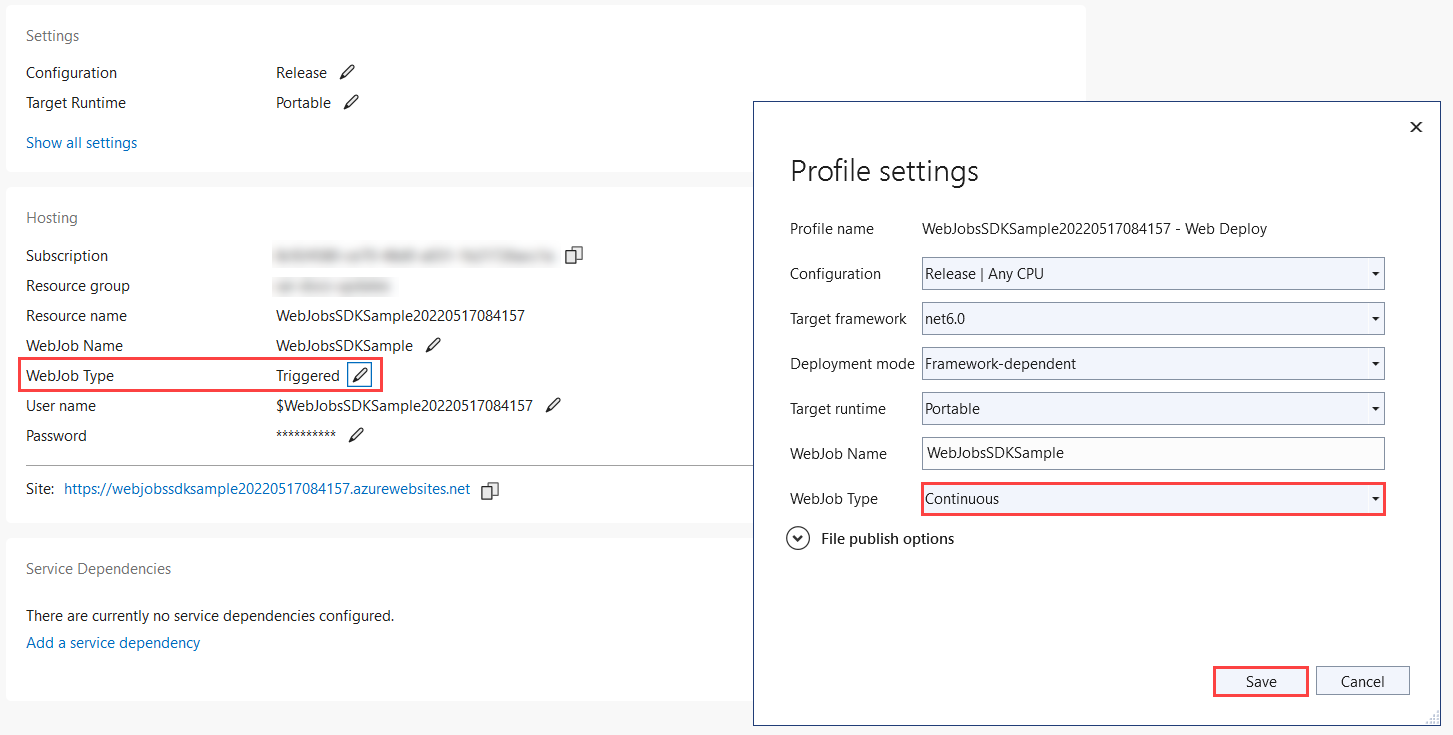 Settings
Configuration Release
Target Runtime Portable
Show all settings
Hosting
Subscription
Resource group
Resource name WebJobsSDKSample20220517084157
WebJob Name WebJobsSDKSample
WebJob Type Triggered
User name $WebJobsSDKSample20220517084157
Password **********
Site: https://webjobssdksample20220517084157.azurewebsites.net
Service Dependencies
There are currently no service dependencies configured.
Add a service dependency
Profile settings
Profile name WebJobsSDKSample20220517084157 - Web Deploy
Configuration Release | Any CPU
Target framework net6.0
Deployment mode Framework-dependent
Target runtime Portable
WebJob Name WebJobsSDKSample
WebJob Type Continuous
File publish options
Save Cancel